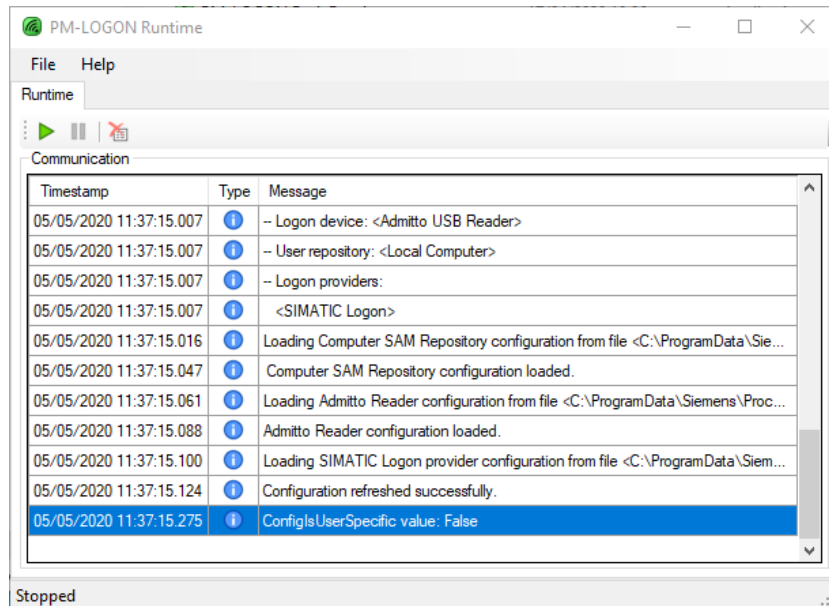 PM-LOGON Runtime
File Help
Runtime
Communication
Timestamp Type Message
05/05/2020 11:37:15.007 -- Logon device: <Admitto USB Reader>
05/05/2020 11:37:15.007 -- User repository: <Local Computer>
05/05/2020 11:37:15.007 -- Logon providers:
05/05/2020 11:37:15.007 <SIMATIC Logon>
05/05/2020 11:37:15.016 Loading Computer SAM Repository configuration from file <C:\ProgramData\Sie...
05/05/2020 11:37:15.047 Computer SAM Repository configuration loaded.
05/05/2020 11:37:15.061 Loading Admitto Reader configuration from file <C:\ProgramData\Siemens\Proc...
05/05/2020 11:37:15.088 Admitto Reader configuration loaded.
05/05/2020 11:37:15.100 Loading SIMATIC Logon provider configuration from file <C:\ProgramData\Siem...
05/05/2020 11:37:15.124 Configuration refreshed successfully.
05/05/2020 11:37:15.275 ConfigIsUserSpecific value: False
Stopped